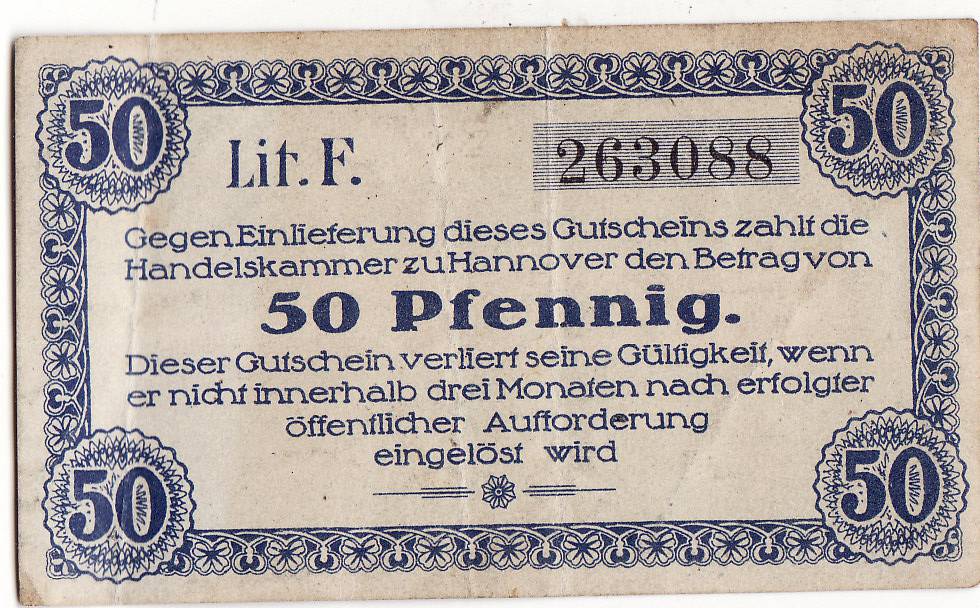 50 50
Lit. F. 263088
Gegen Einlieferung dieses Gutscheins zahlt die
Handelskammer zu Hannover den Betrag von
50 Pfennig.
Dieser Gutschein verliert seine Gültigkeit, wenn
er nicht innerhalb drei Monaten nach erfolgter
öffentlicher Aufforderung
eingelöst wird
50 50